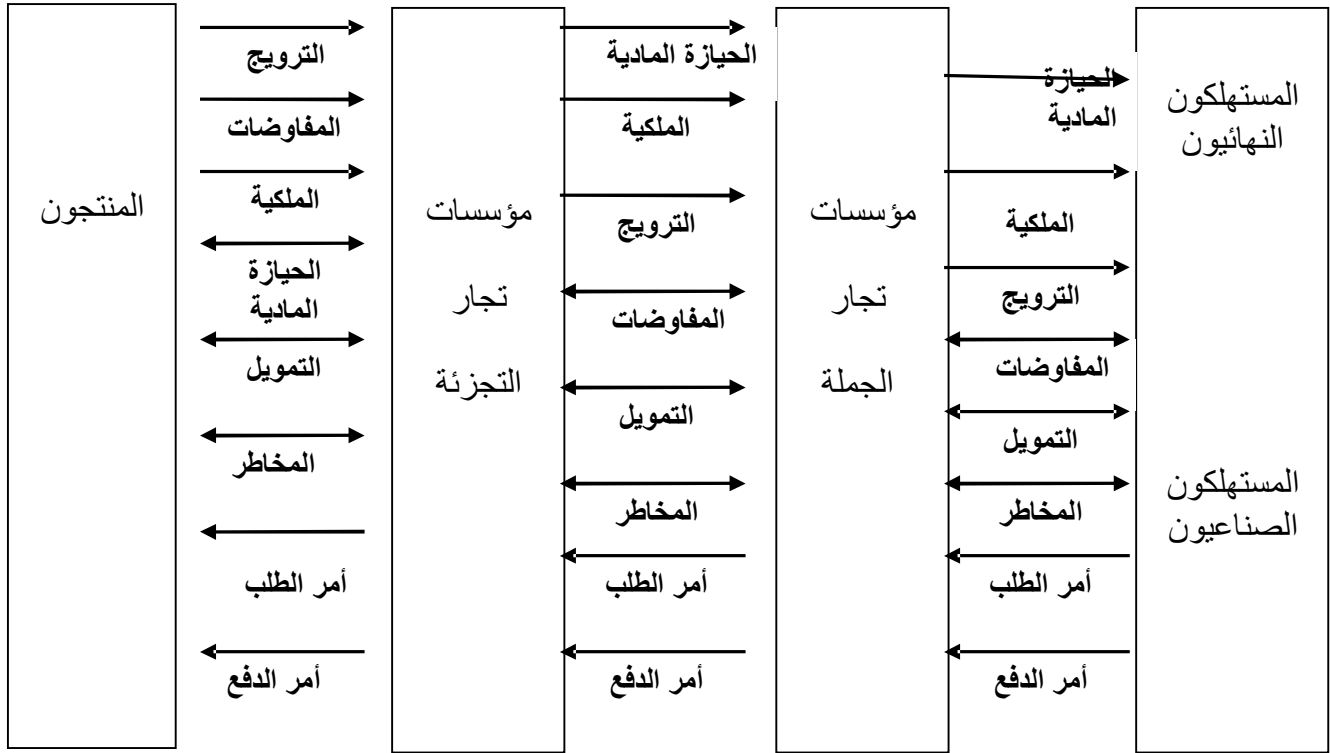 المنتجون
الترويج
المفاوضات
الملكية
الحيازة
المادية
التمويل
المخاطر
أمر الطلب
أمر الدفع
مؤسسات
تجار
التجزئة
الحيازة المادية
الملكية
الترويج
المفاوضات
التمويل
المخاطر
أمر الطلب
أمر الدفع
مؤسسات
تجار
الجملة
الحيازة
المادية
الملكية
الترويج
المفاوضات
التمويل
المخاطر
أمر الطلب
أمر الدفع
المستهلكون
النهائيون
المستهلكون
الصناعيون